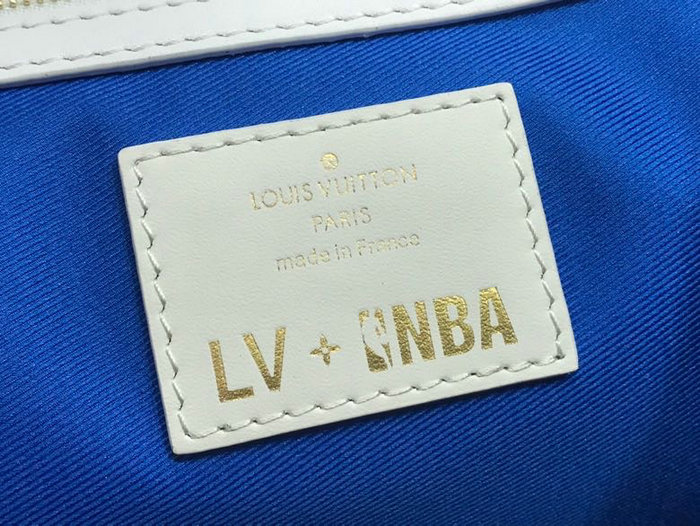 LOUIS VUITTON
PARIS
made in France
LV + NBA